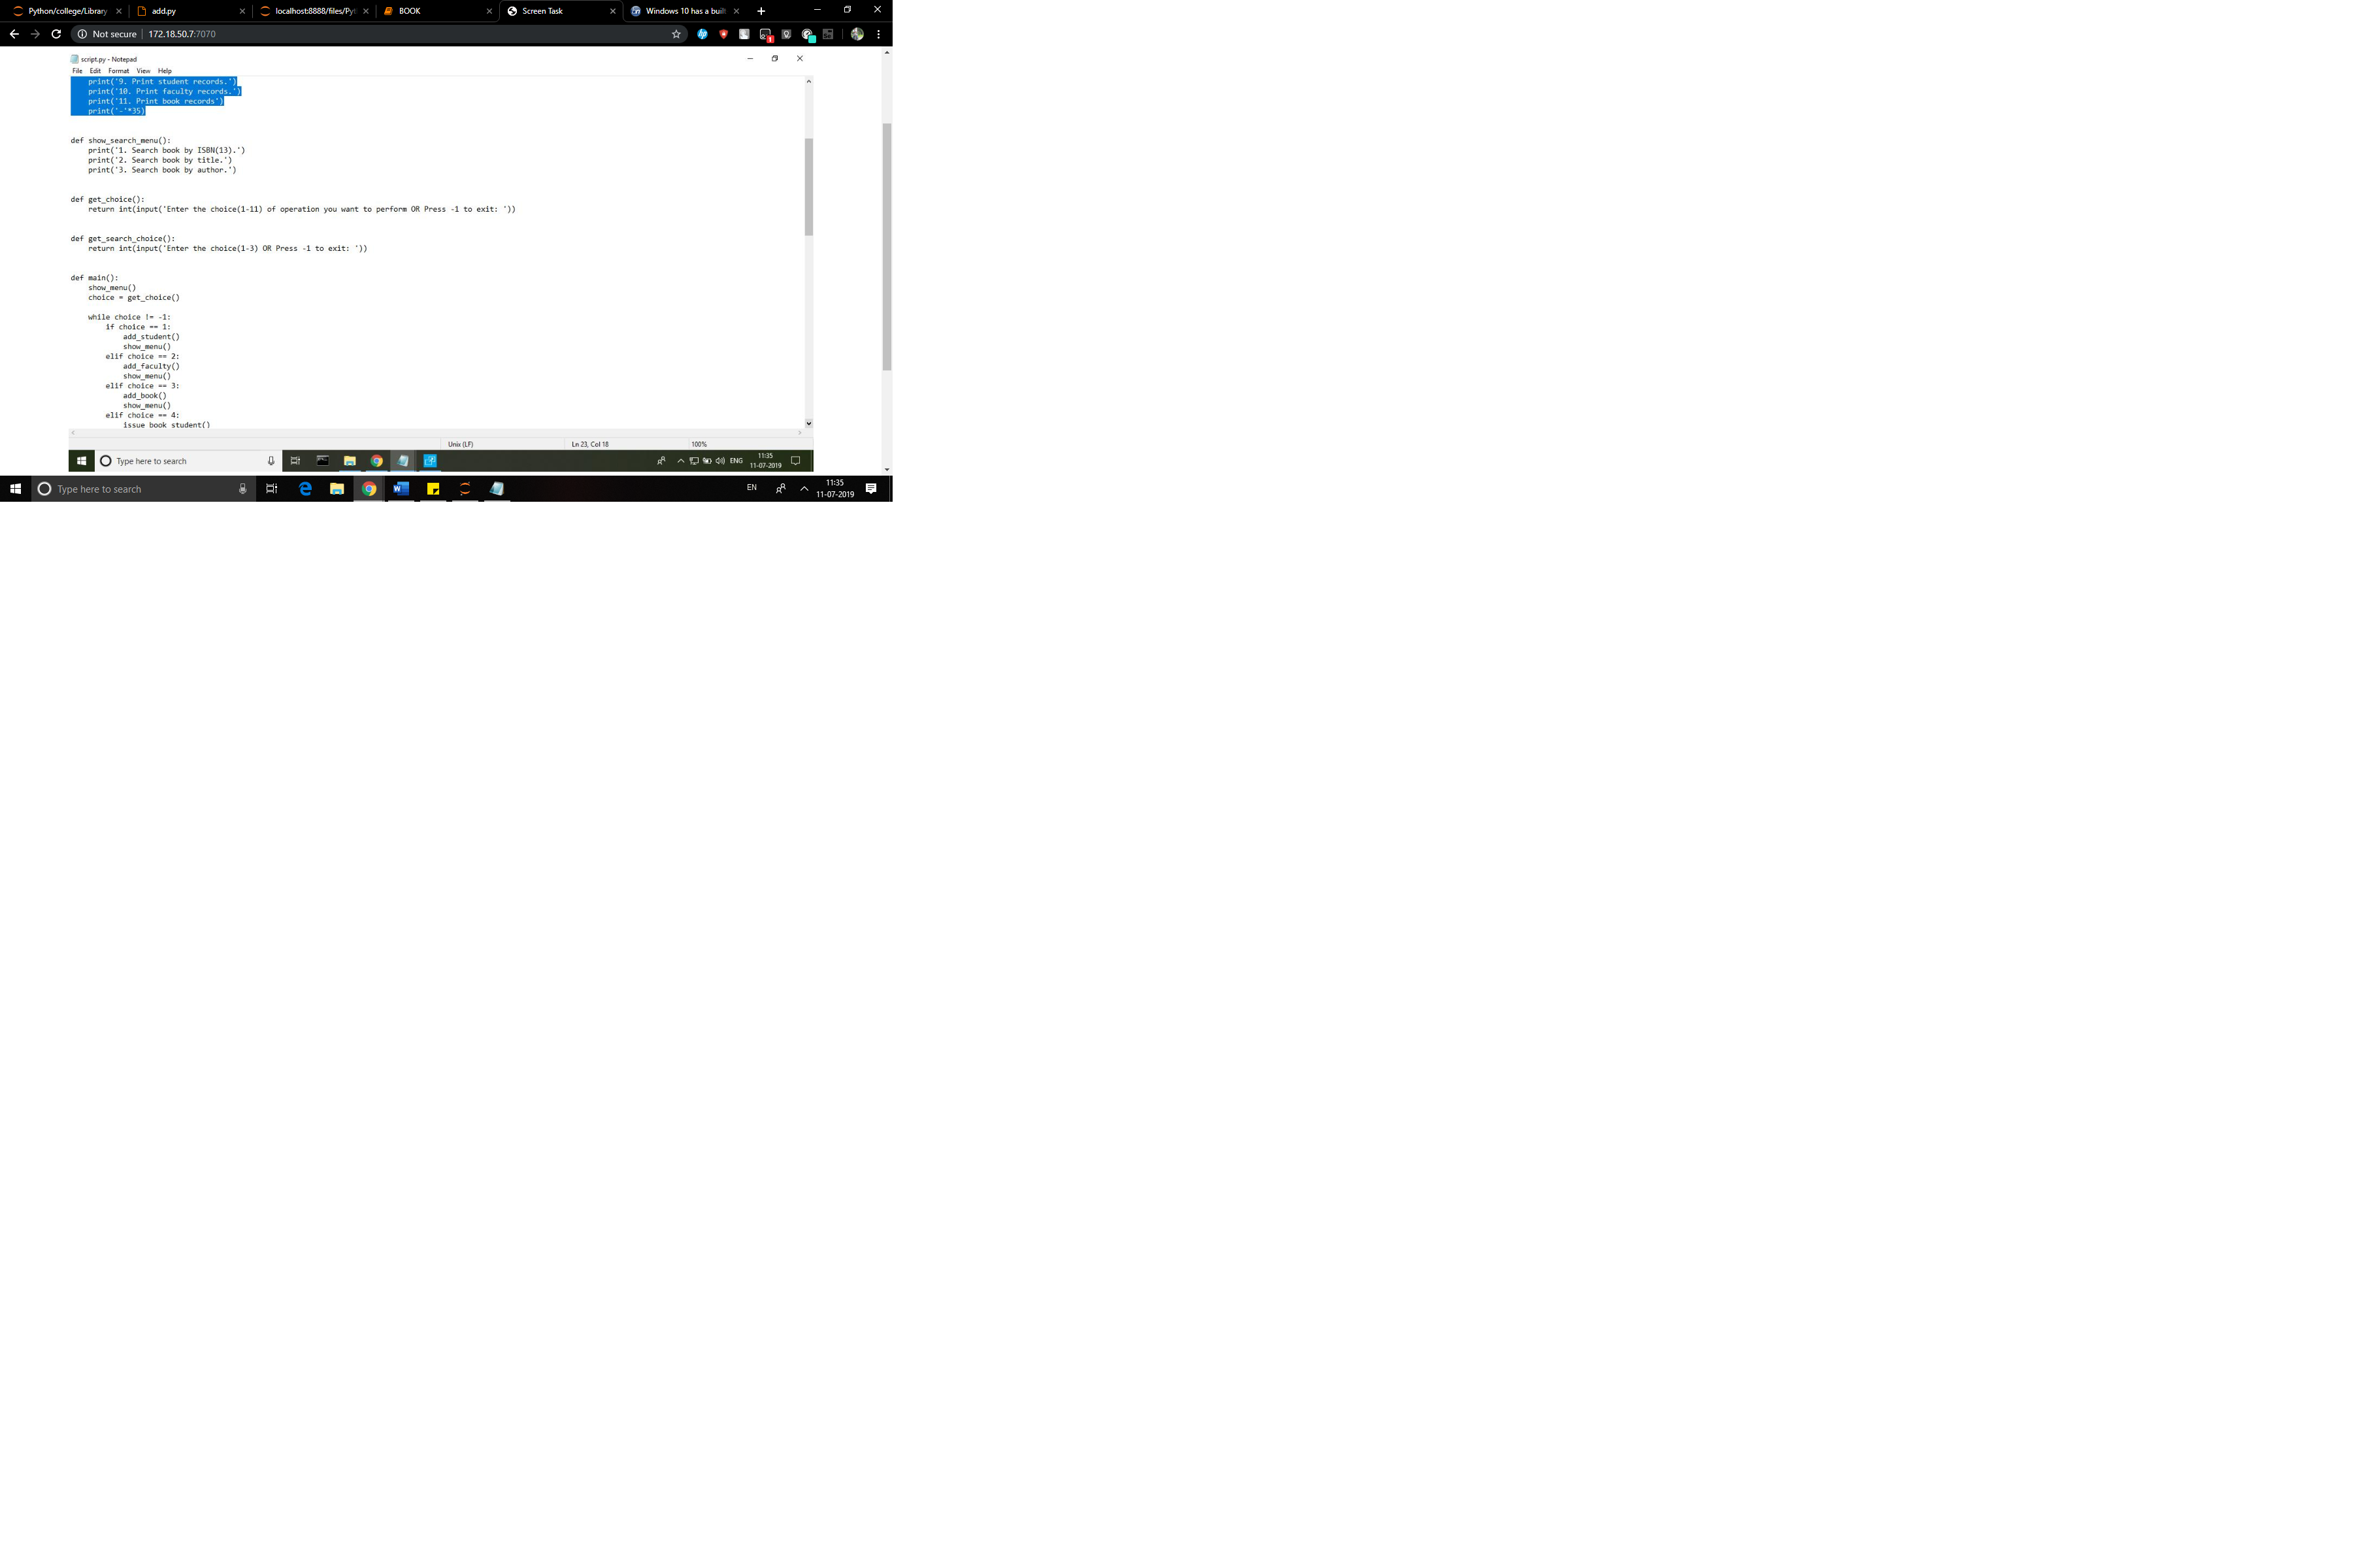 Python/college/Library
add.py
localhost:8888/files/Pyt
BOOK
Screen Task
Windows 10 has a buil
Not secure
172.18.50.7:7070
script.py - Notepad
File Edit Format View Help
    print('9. Print student records.')
    print('10. Print faculty records.')
    print('11. Print book records')
    print('-'*35)
def show_search_menu():
    print('1. Search book by ISBN(13).')
    print('2. Search book by title.')
    print('3. Search book by author.')
def get_choice():
    return int(input('Enter the choice(1-11) of operation you want to perform OR Press -1 to exit: '))
def get_search_choice():
    return int(input('Enter the choice(1-3) OR Press -1 to exit: '))
def main():
    show_menu()
    choice = get_choice()
    while choice != -1:
        if choice == 1:
            add_student()
            show_menu()
        elif choice == 2:
            add_faculty()
            show_menu()
        elif choice == 3:
            add_book()
            show_menu()
        elif choice == 4:
            issue_book_student()
Unix (LF)
Ln 23, Col 18
100%
Type here to search
ENG
11:35
11-07-2019
Type here to search
EN
11:35
11-07-2019